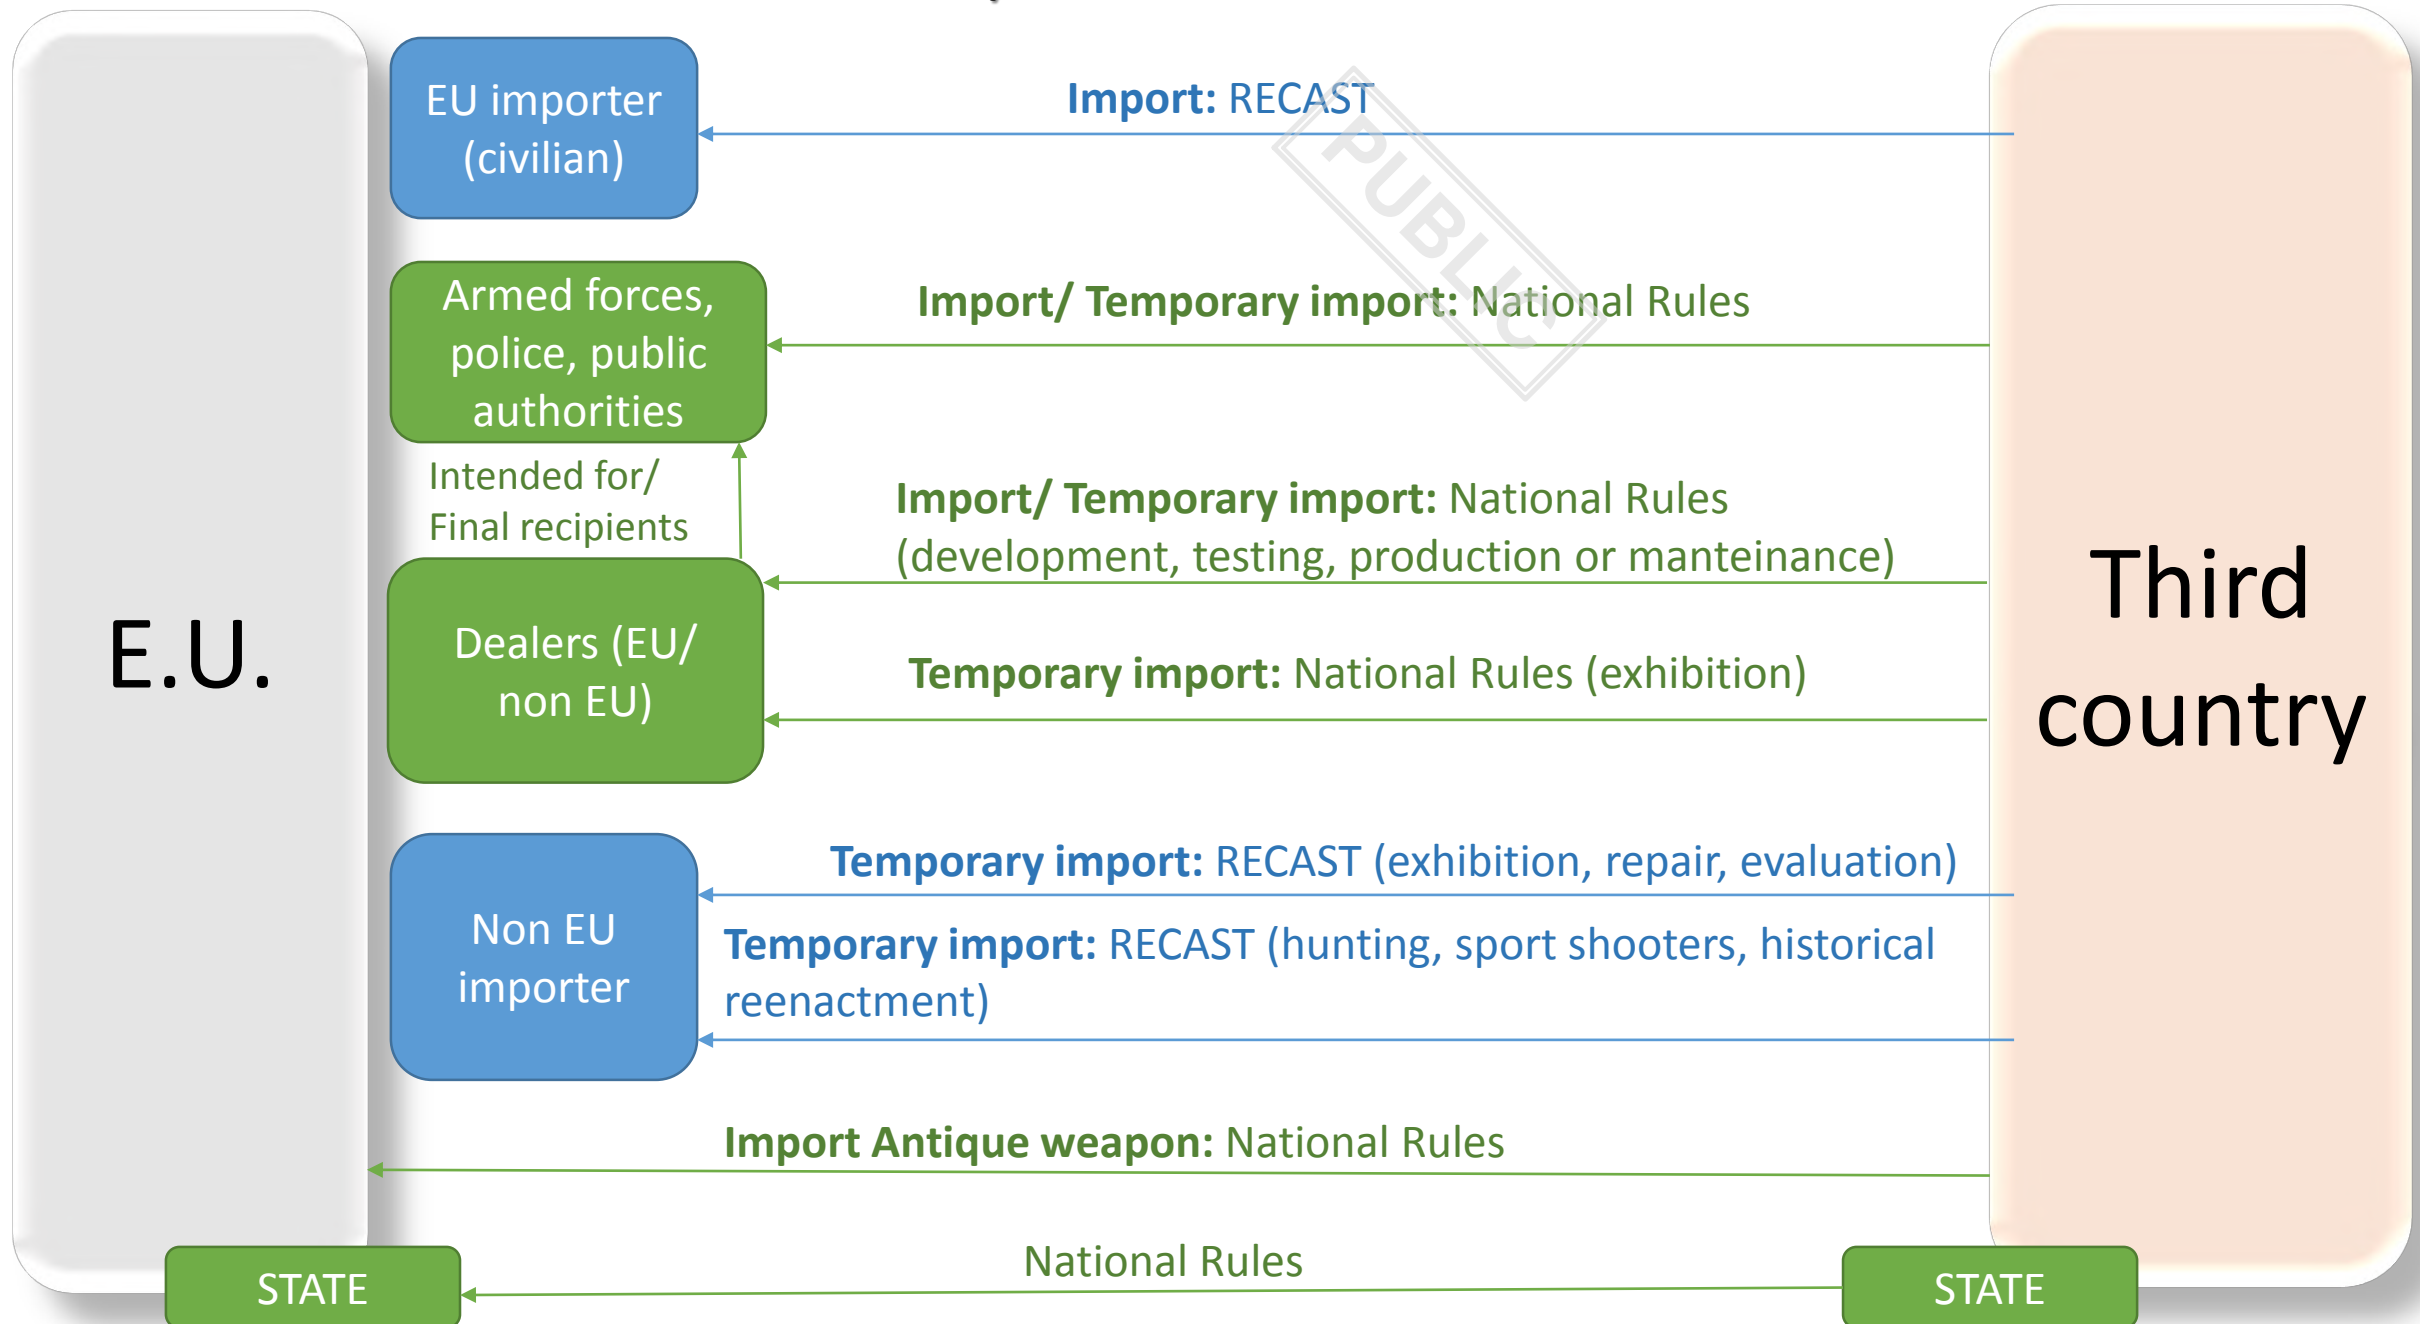 EU importer
(civilian)
Import: RECAST
PUBLIC
Armed forces,
police, public
authorities
Import/ Temporary import: National Rules
Intended for/
Final recipients
Import/ Temporary import: National Rules
(development, testing, production or manteinance)
E.U.
Third
country
Dealers (EU/
non EU)
Temporary import: National Rules (exhibition)
Non EU
importer
Temporary import: RECAST (exhibition, repair, evaluation)
Temporary import: RECAST (hunting, sport shooters, historical
reenactment)
Import Antique weapon: National Rules
STATE
National Rules
STATE